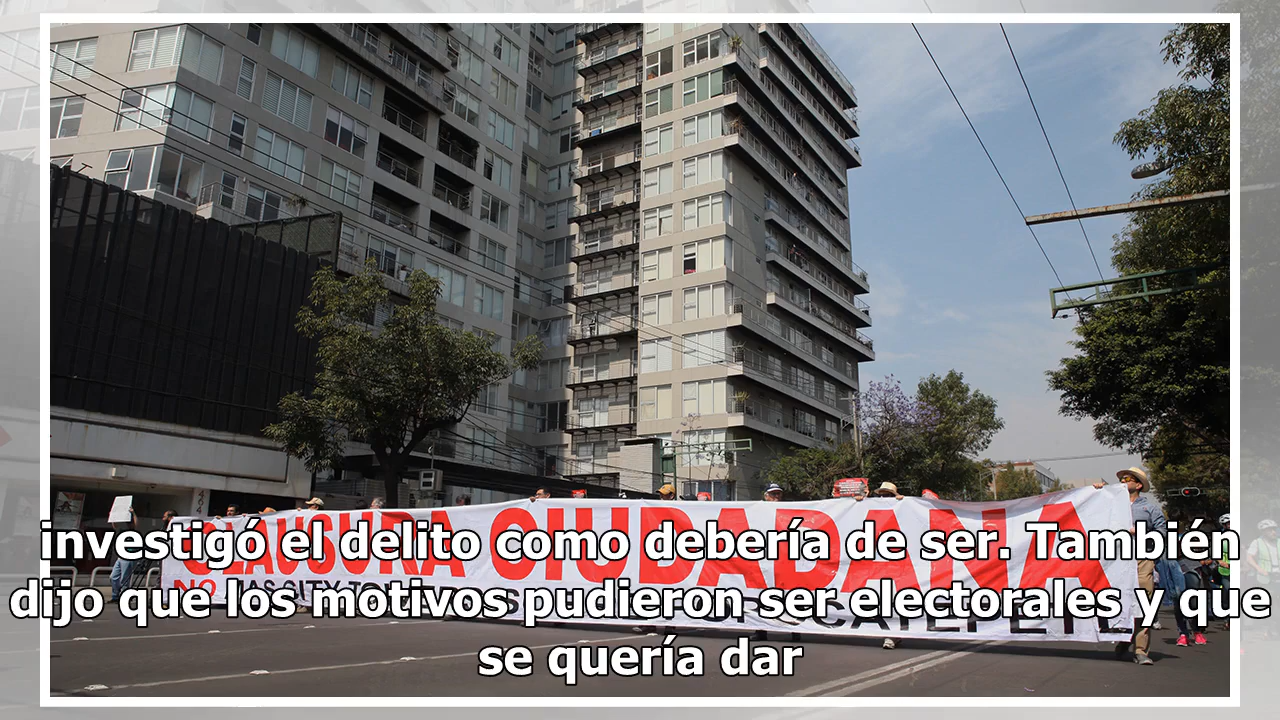 CLAUSURA CIUDADANA
investigó el delito como debería de ser. También
NO
dijo que los motivos pudieron ser electorales y que
se quería dar